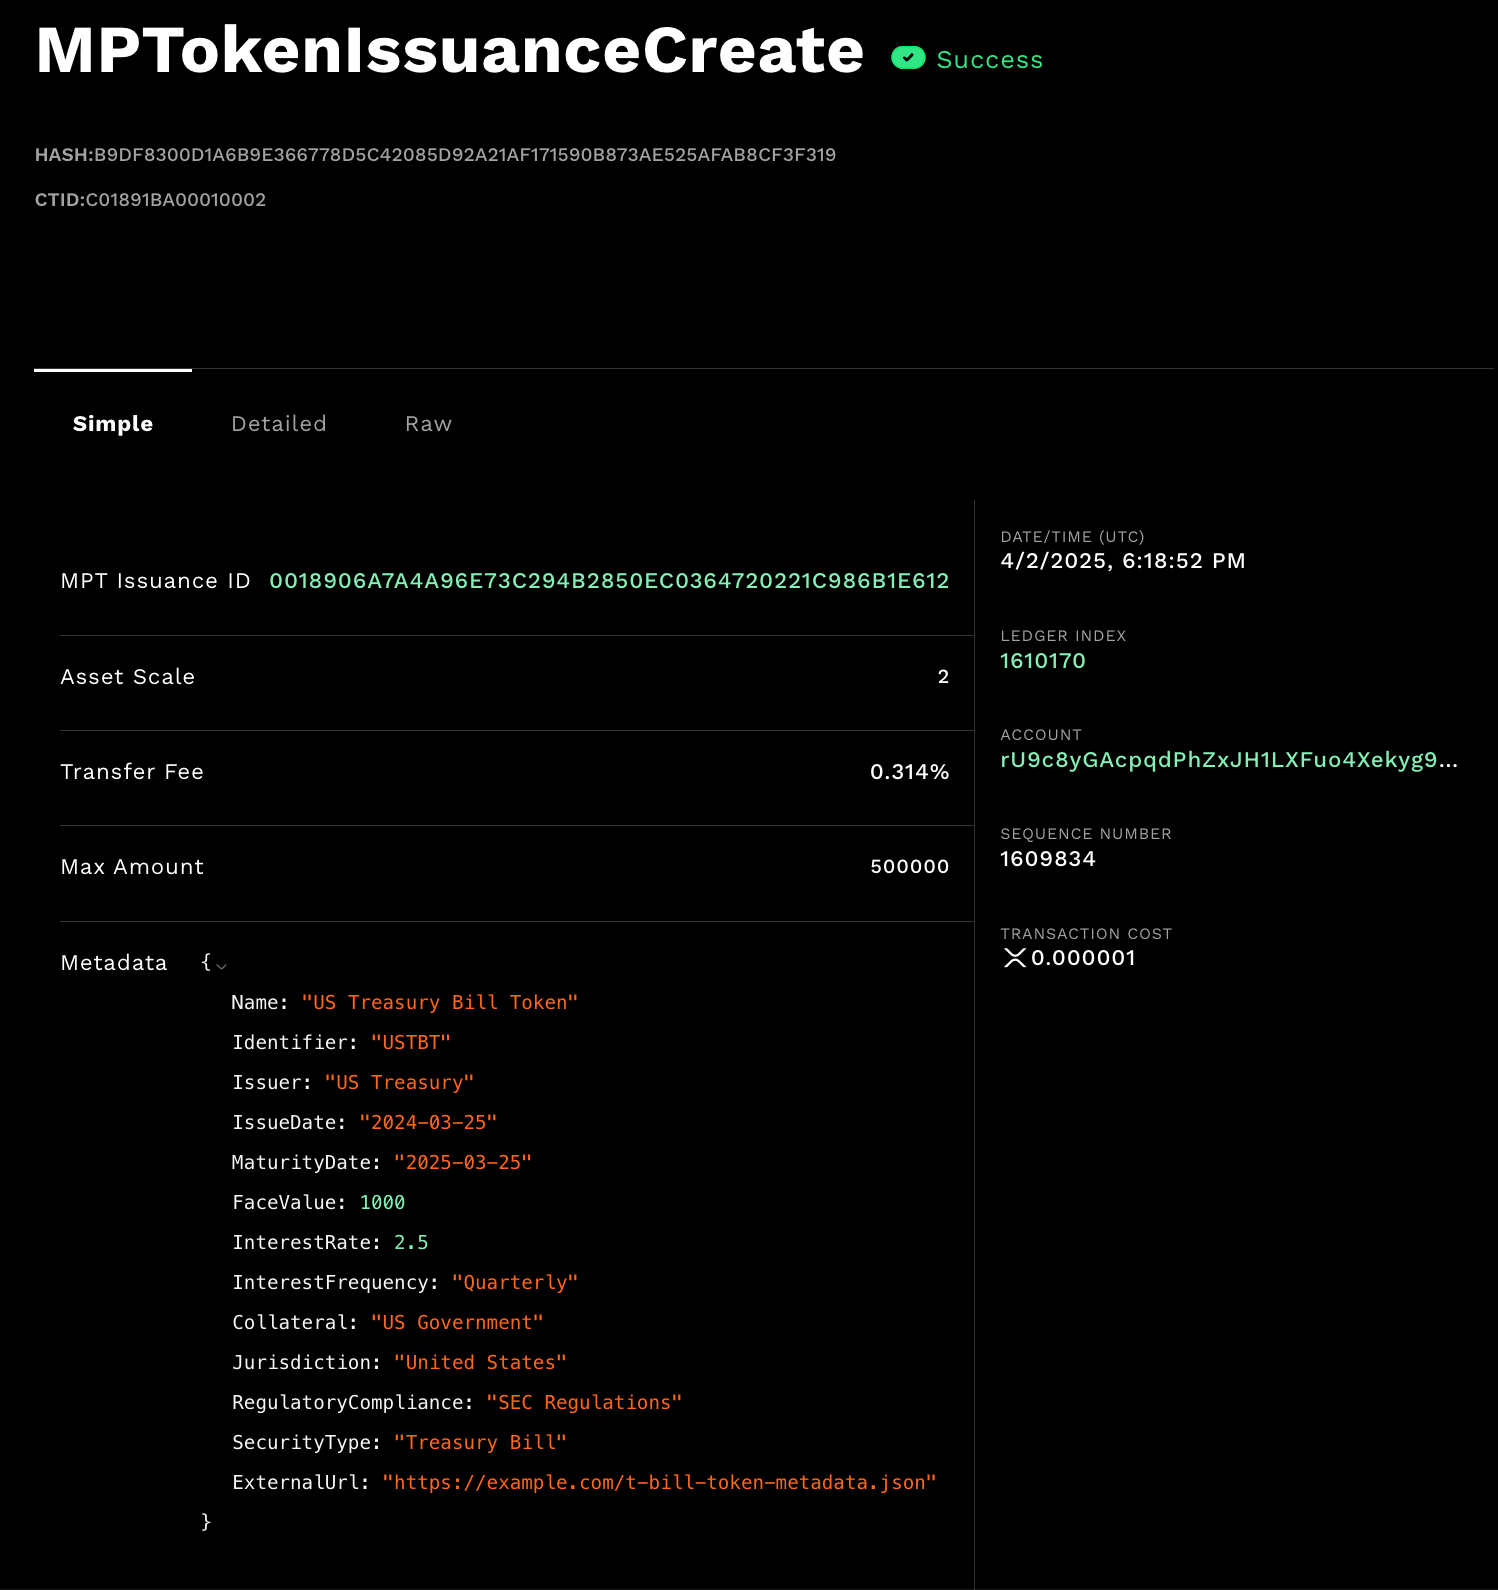 MPTokenIssuanceCreate Success
HASH:B9DF8300D1A6B9E366778D5C42085D92A21AF171590B873AE525AFAB8CF3F319
CTID:C01891BA00010002
Simple Detailed Raw
MPT Issuance ID 0018906A7A4A96E73C294B2850EC0364720221C986B1E612
Asset Scale 2
Transfer Fee 0.314%
Max Amount 500000
Metadata {
Name: "US Treasury Bill Token"
Identifier: "USTBT"
Issuer: "US Treasury"
IssueDate: "2024-03-25"
MaturityDate: "2025-03-25"
FaceValue: 1000
InterestRate: 2.5
InterestFrequency: "Quarterly"
Collateral: "US Government"
Jurisdiction: "United States"
RegulatoryCompliance: "SEC Regulations"
SecurityType: "Treasury Bill"
ExternalUrl: "https://example.com/t-bill-token-metadata.json"
}
DATE/TIME (UTC)
4/2/2025, 6:18:52 PM
LEDGER INDEX
1610170
ACCOUNT
rU9c8yGAcpqdPhZxJH1LXFuo4Xekyg9...
SEQUENCE NUMBER
1609834
TRANSACTION COST
0.000001